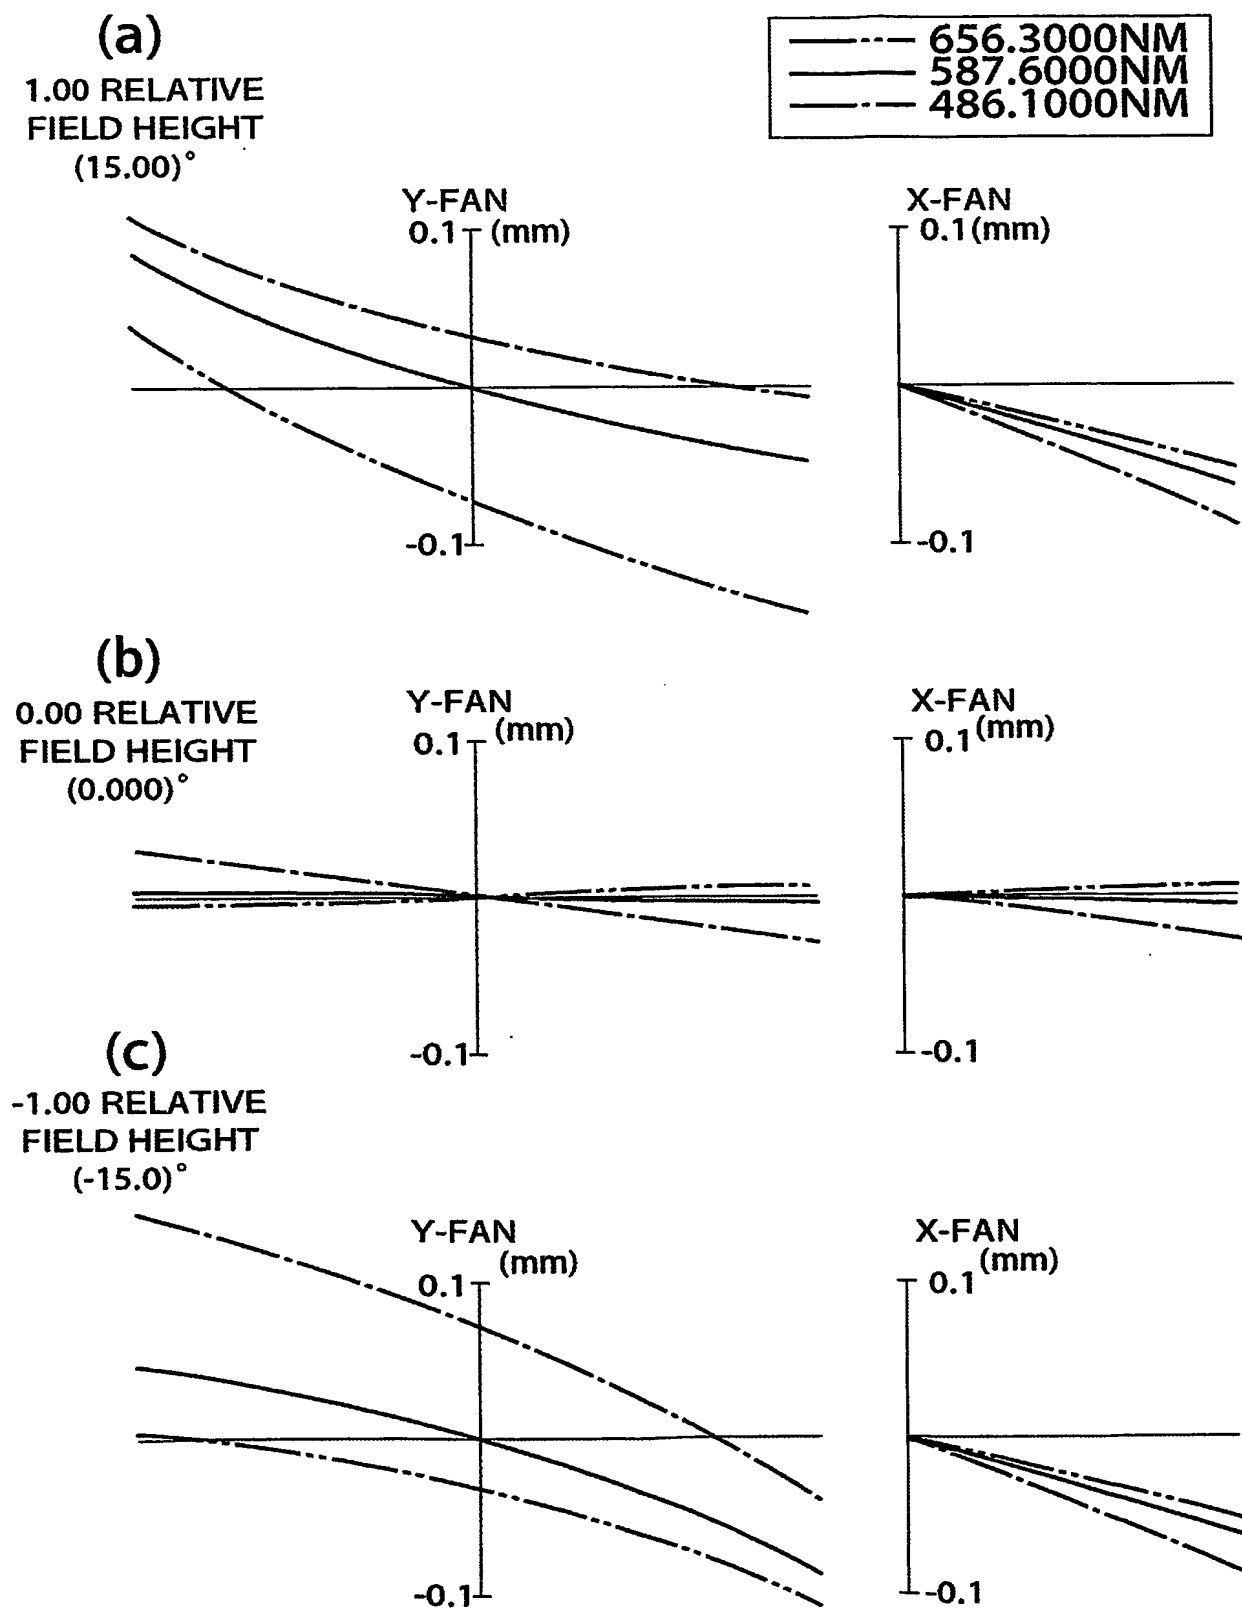 (a)
1.00 RELATIVE
FIELD HEIGHT
(15.00)°
656.3000NM
587.6000NM
486.1000NM
Y-FAN
0.1 (mm)
-0.1
X-FAN
0.1(mm)
-0.1
(b)
0.00 RELATIVE
FIELD HEIGHT
(0.000)°
Y-FAN
0.1 (mm)
-0.1
X-FAN
0.1 (mm)
-0.1
(c)
-1.00 RELATIVE
FIELD HEIGHT
(-15.0)°
Y-FAN
0.1 (mm)
-0.1
X-FAN
0.1 (mm)
-0.1